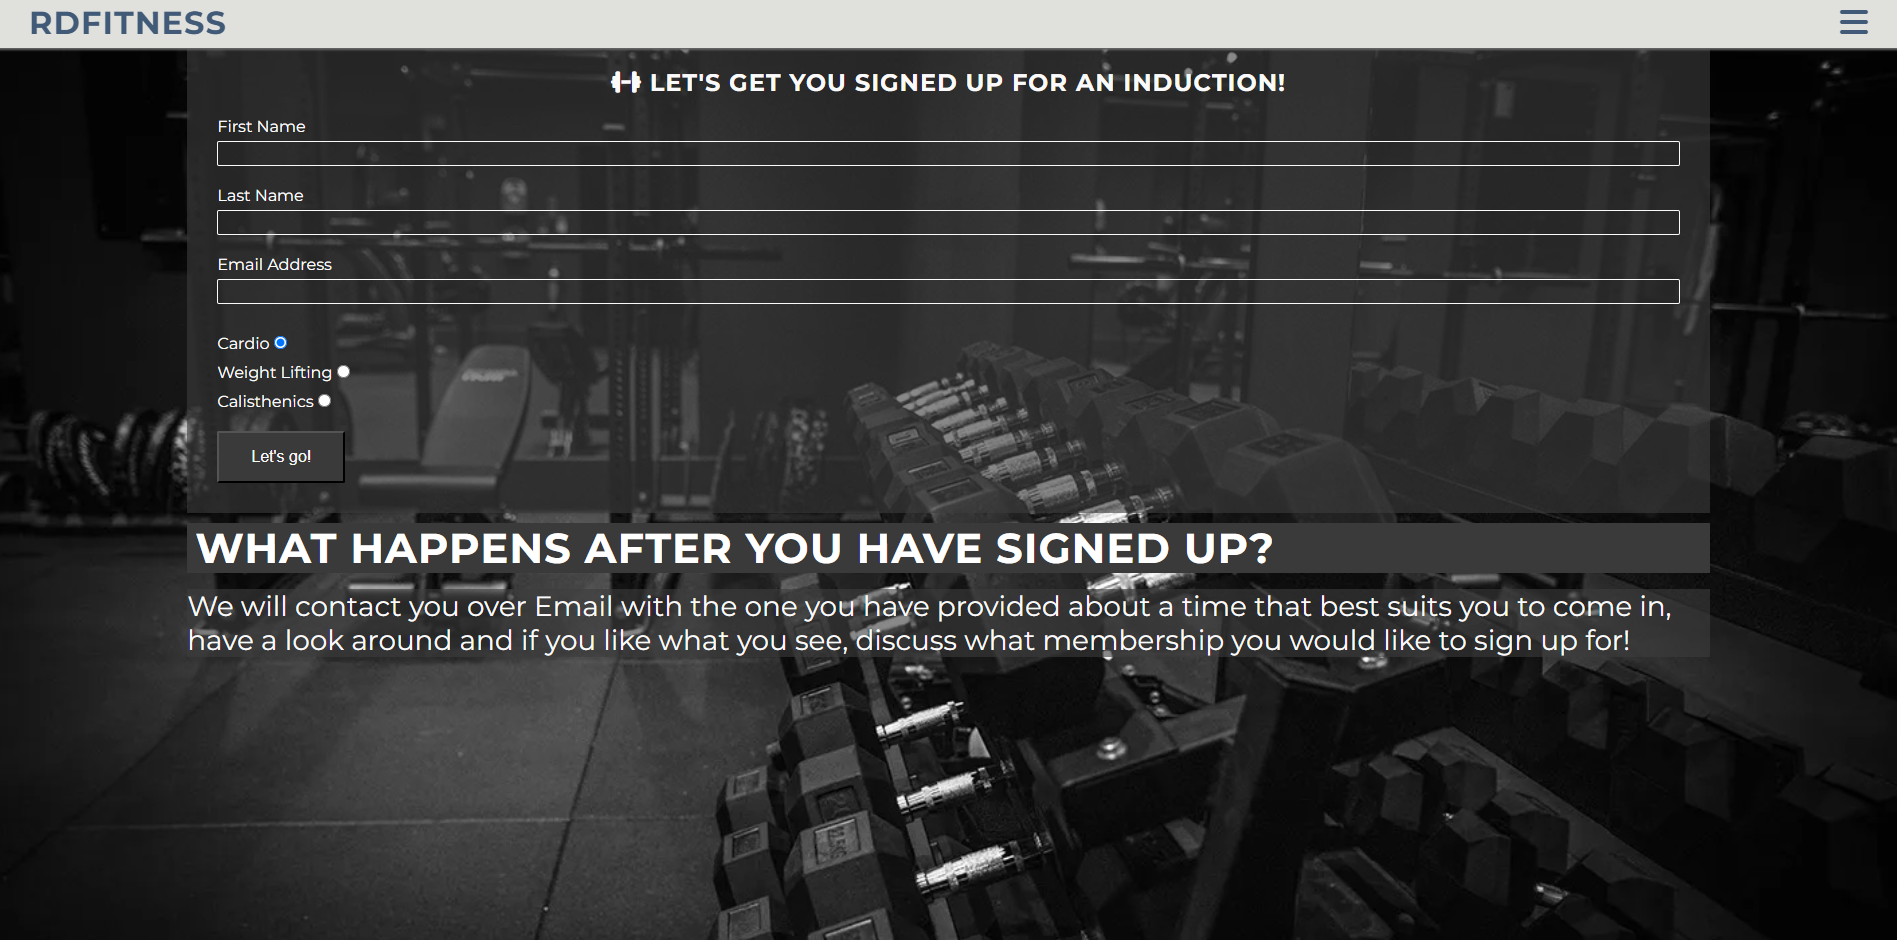 RDFITNESS
LET'S GET YOU SIGNED UP FOR AN INDUCTION!
First Name
Last Name
Email Address
Cardio
Weight Lifting
Calisthenics
Let's go!
WHAT HAPPENS AFTER YOU HAVE SIGNED UP?
We will contact you over Email with the one you have provided about a time that best suits you to come in,
have a look around and if you like what you see, discuss what membership you would like to sign up for!